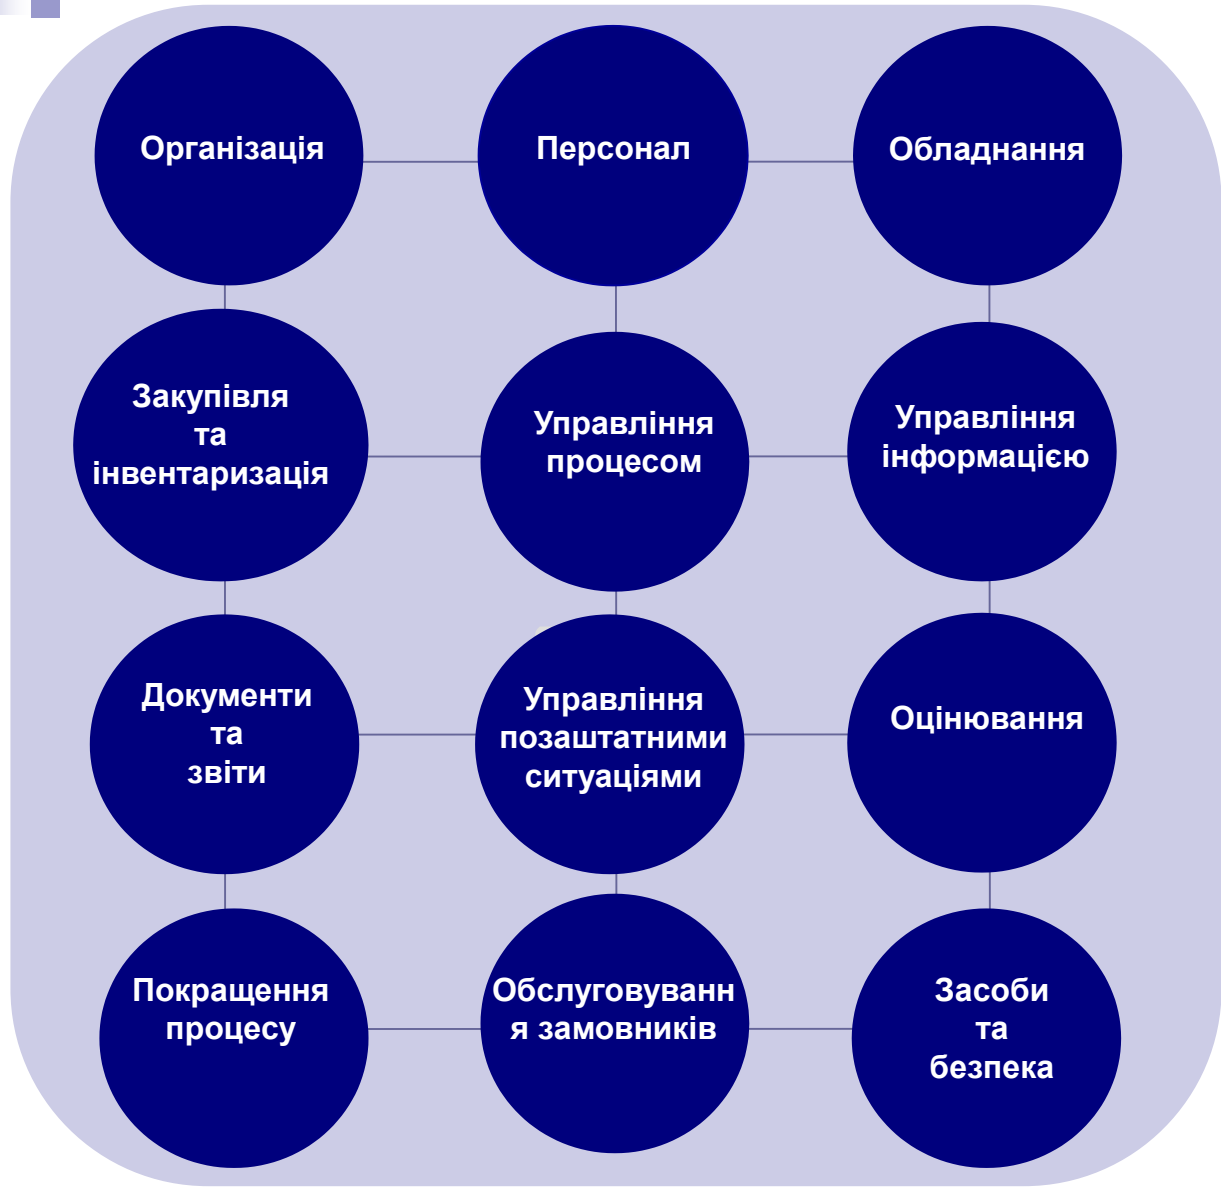 Організація
Персонал
Обладнання
Закупівля
та
інвентаризація
Управління
процесом
Управління
інформацією
Документи
та
звіти
Управління
позаштатними
ситуаціями
Оцінювання
Покращення
процесу
Обслуговуванн
я замовників
Засоби
та
безпека